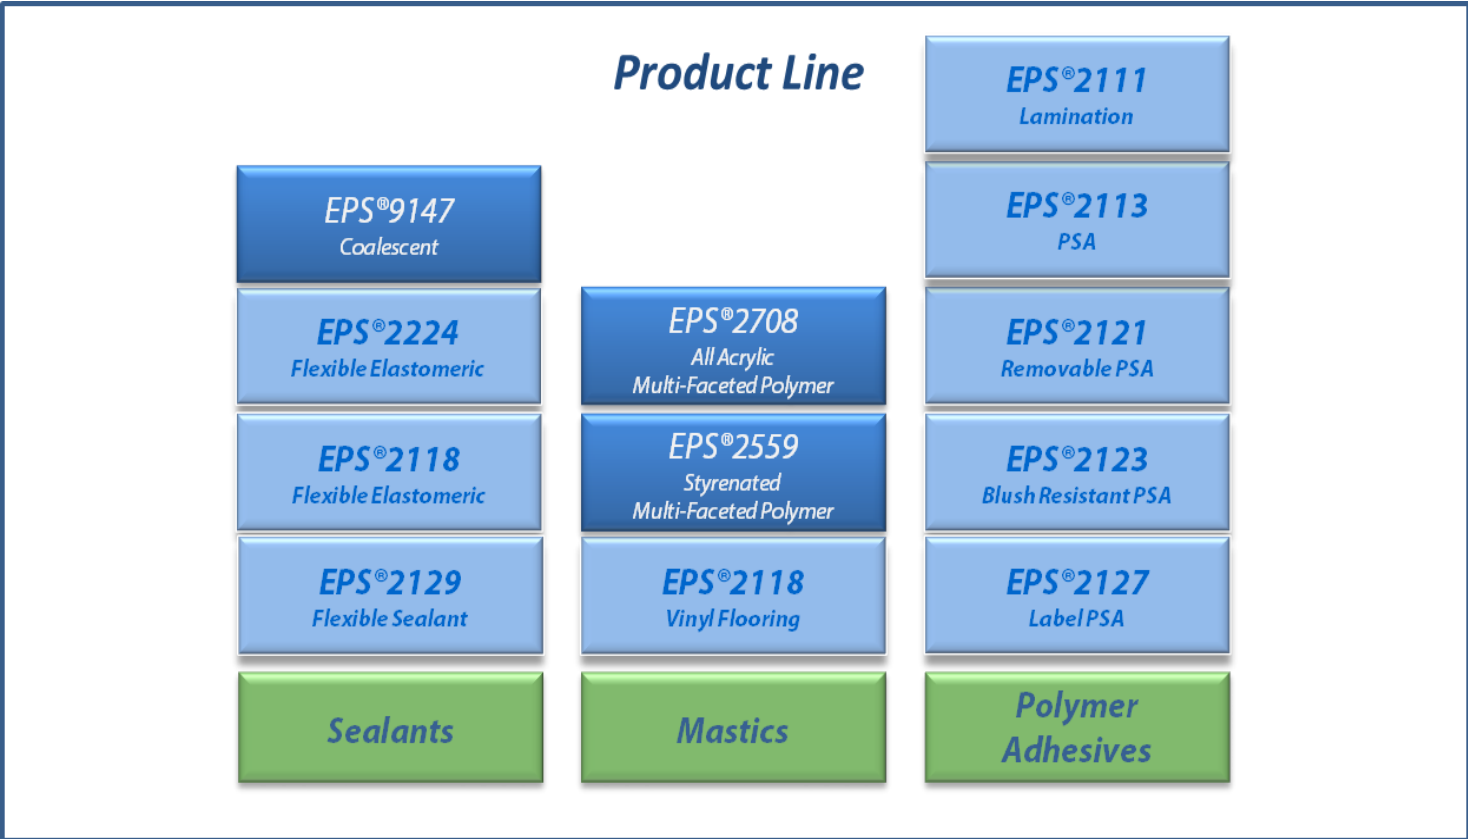 Product Line
EPS®9147
Coalescent
EPS®2224
Flexible Elastomeric
EPS®2118
Flexible Elastomeric
EPS®2129
Flexible Sealant
Sealants
EPS®2708
All Acrylic
Multi-Faceted Polymer
EPS®2559
Styrenated
Multi-Faceted Polymer
EPS®2118
Vinyl Flooring
Mastics
EPS®2111
Lamination
EPS®2113
PSA
EPS®2121
Removable PSA
EPS®2123
Blush Resistant PSA
EPS®2127
Label PSA
Polymer
Adhesives